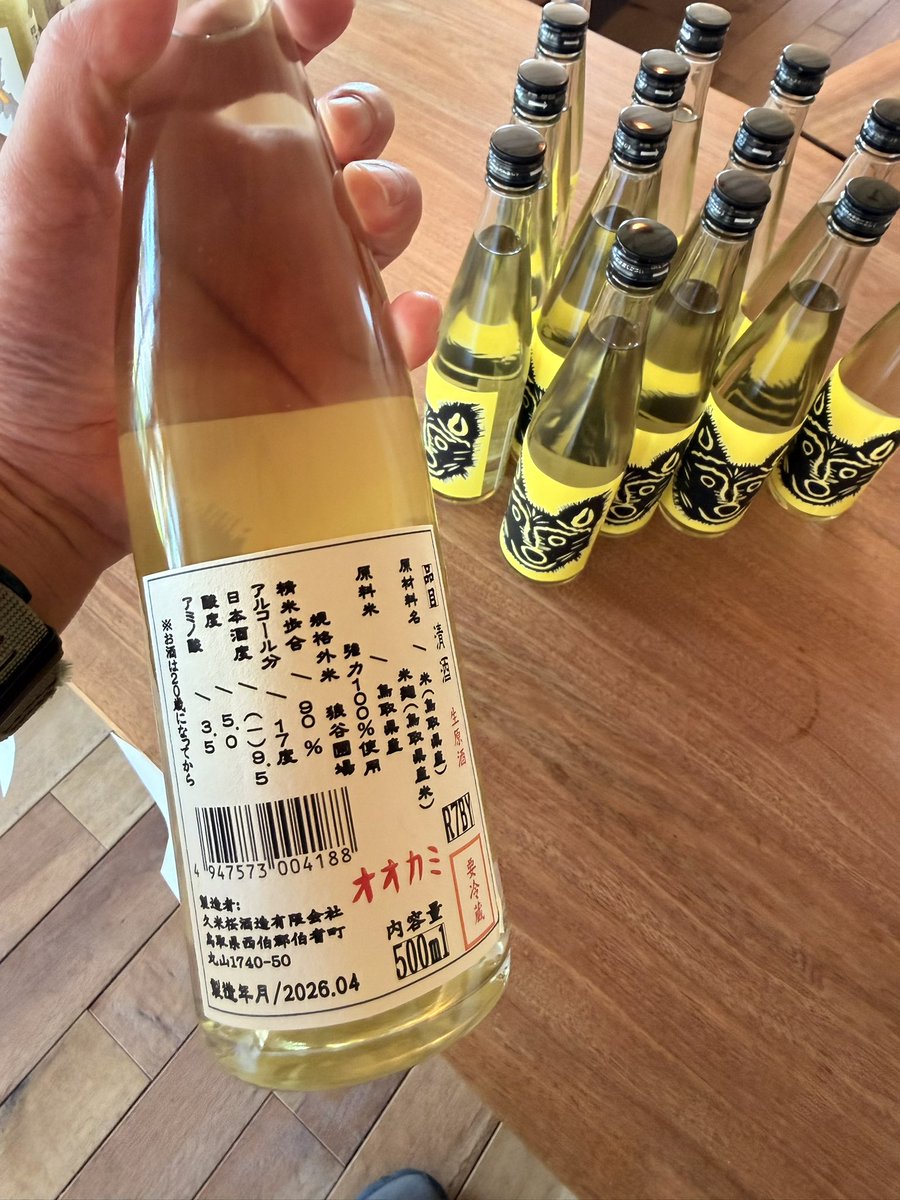 品目 清酒 生原酒 R7BY
原材料名 / 米(鳥取県産)
米麹(鳥取県産米)
原料米 / 鳥取県産
強力100%使用
規格外米 狼谷圃場
精米歩合 / 90%
アルコール分 / 17度
日本酒度 / (ー)9.5
酸度 / 5.0
アミノ酸 / 3.5
※お酒は20歳になってから
要冷蔵
4 947573 004188
オオカミ
製造者:
久米桜酒造有限会社
鳥取県西伯郡伯耆町
丸山1740-50
内容量
500ml
製造年月/2026.04